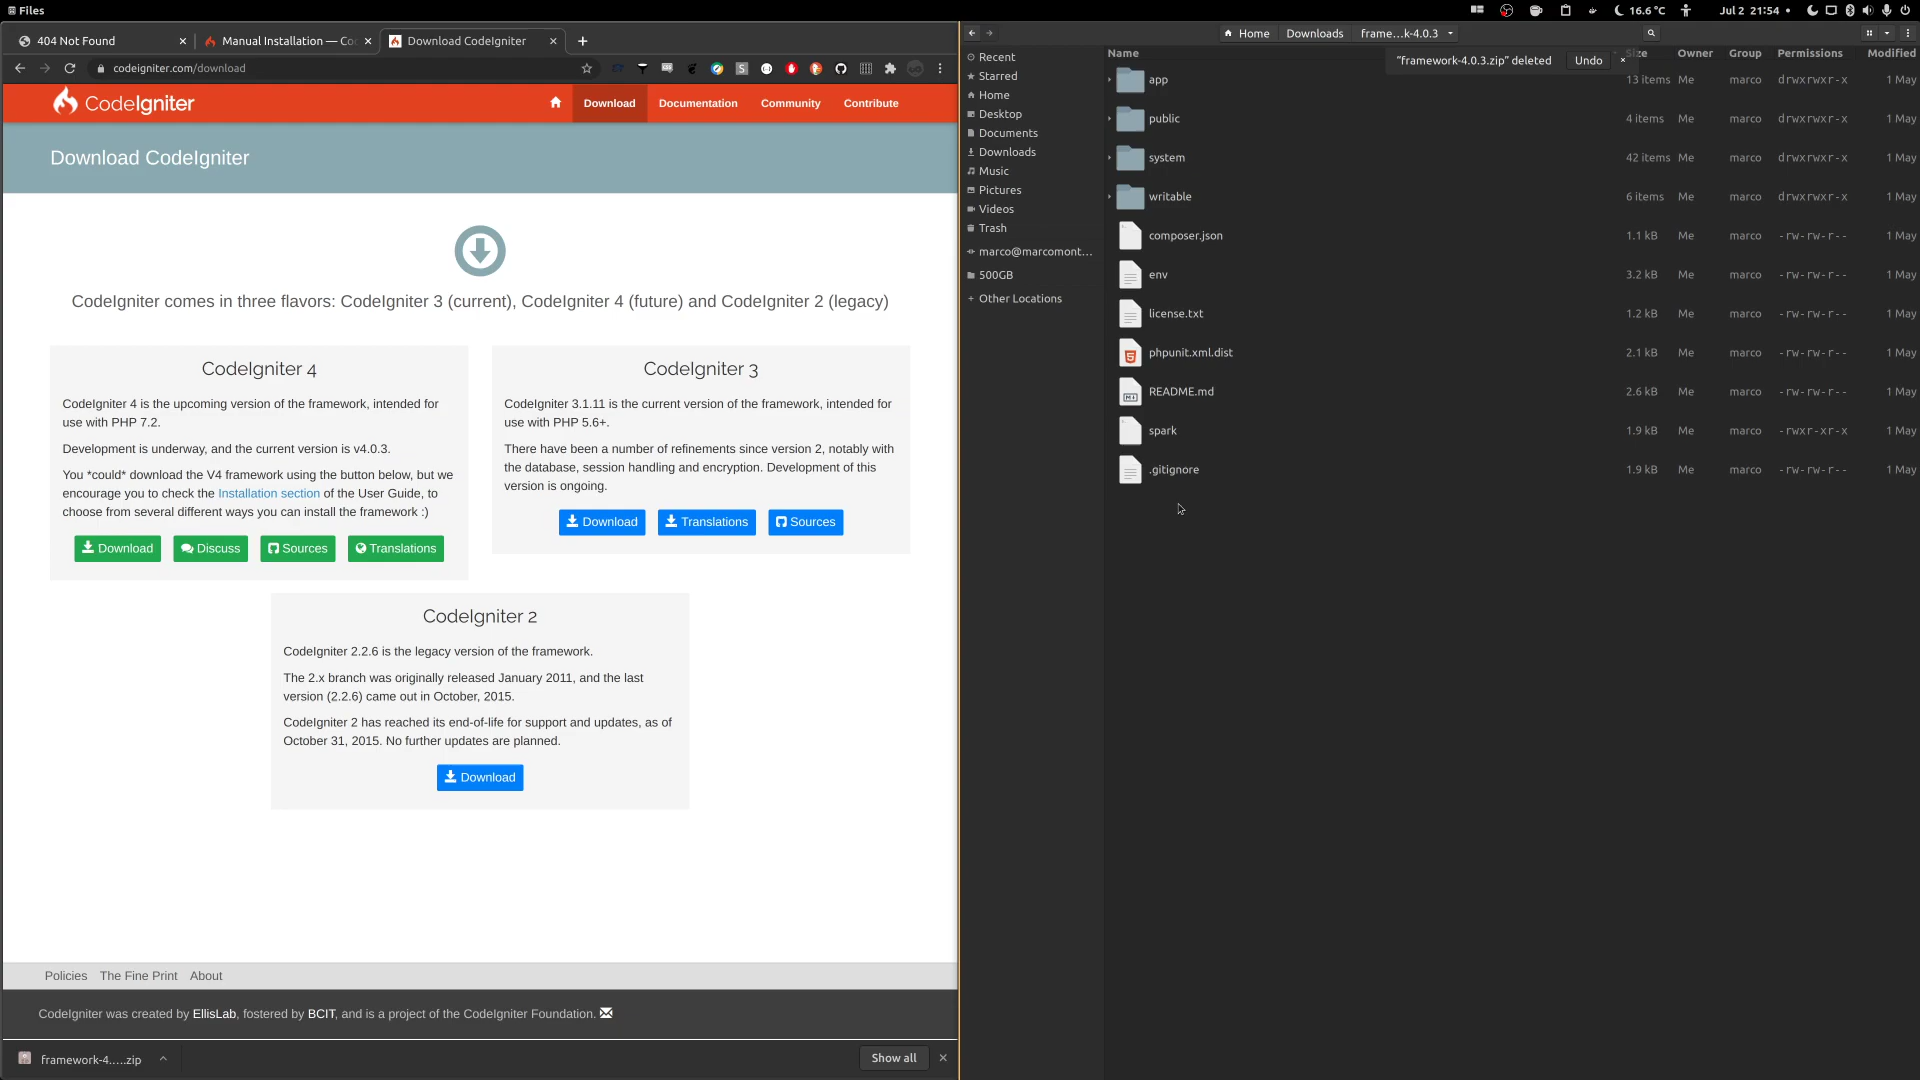 Files
16.6 °C
Jul 2 21:54
404 Not Found
Manual Installation — Co
Download CodeIgniter
codeigniter.com/download
CodeIgniter
Download
Documentation
Community
Contribute
Download CodeIgniter
CodeIgniter comes in three flavors: CodeIgniter 3 (current), CodeIgniter 4 (future) and CodeIgniter 2 (legacy)
CodeIgniter 4
CodeIgniter 4 is the upcoming version of the framework, intended for
use with PHP 7.2.
Development is underway, and the current version is v4.0.3.
You *could* download the V4 framework using the button below, but we
encourage you to check the Installation section of the User Guide, to
choose from several different ways you can install the framework :)
Download
Discuss
Sources
Translations
CodeIgniter 3
CodeIgniter 3.1.11 is the current version of the framework, intended for
use with PHP 5.6+.
There have been a number of refinements since version 2, notably with
the database, session handling and encryption. Development of this
version is ongoing.
Download
Translations
Sources
CodeIgniter 2
CodeIgniter 2.2.6 is the legacy version of the framework.
The 2.x branch was originally released January 2011, and the last
version (2.2.6) came out in October, 2015.
CodeIgniter 2 has reached its end-of-life for support and updates, as of
October 31, 2015. No further updates are planned.
Download
Policies
The Fine Print
About
CodeIgniter was created by EllisLab, fostered by BCIT, and is a project of the CodeIgniter Foundation.
framework-4.....zip
Show all
Home
Downloads
frame...k-4.0.3
Recent
Starred
Home
Desktop
Documents
Downloads
Music
Pictures
Videos
Trash
marco@marcomont...
500GB
+ Other Locations
"framework-4.0.3.zip" deleted
Undo
Name Size Owner Group Permissions Modified
app 13 items Me marco drwxrwxr-x 1 May
public 4 items Me marco drwxrwxr-x 1 May
system 42 items Me marco drwxrwxr-x 1 May
writable 6 items Me marco drwxrwxr-x 1 May
composer.json 1.1 kB Me marco -rw-rw-r-- 1 May
env 3.2 kB Me marco -rw-rw-r-- 1 May
license.txt 1.2 kB Me marco -rw-rw-r-- 1 May
phpunit.xml.dist 2.1 kB Me marco -rw-rw-r-- 1 May
README.md 2.6 kB Me marco -rw-rw-r-- 1 May
spark 1.9 kB Me marco -rwxr-xr-x 1 May
.gitignore 1.9 kB Me marco -rw-rw-r-- 1 May